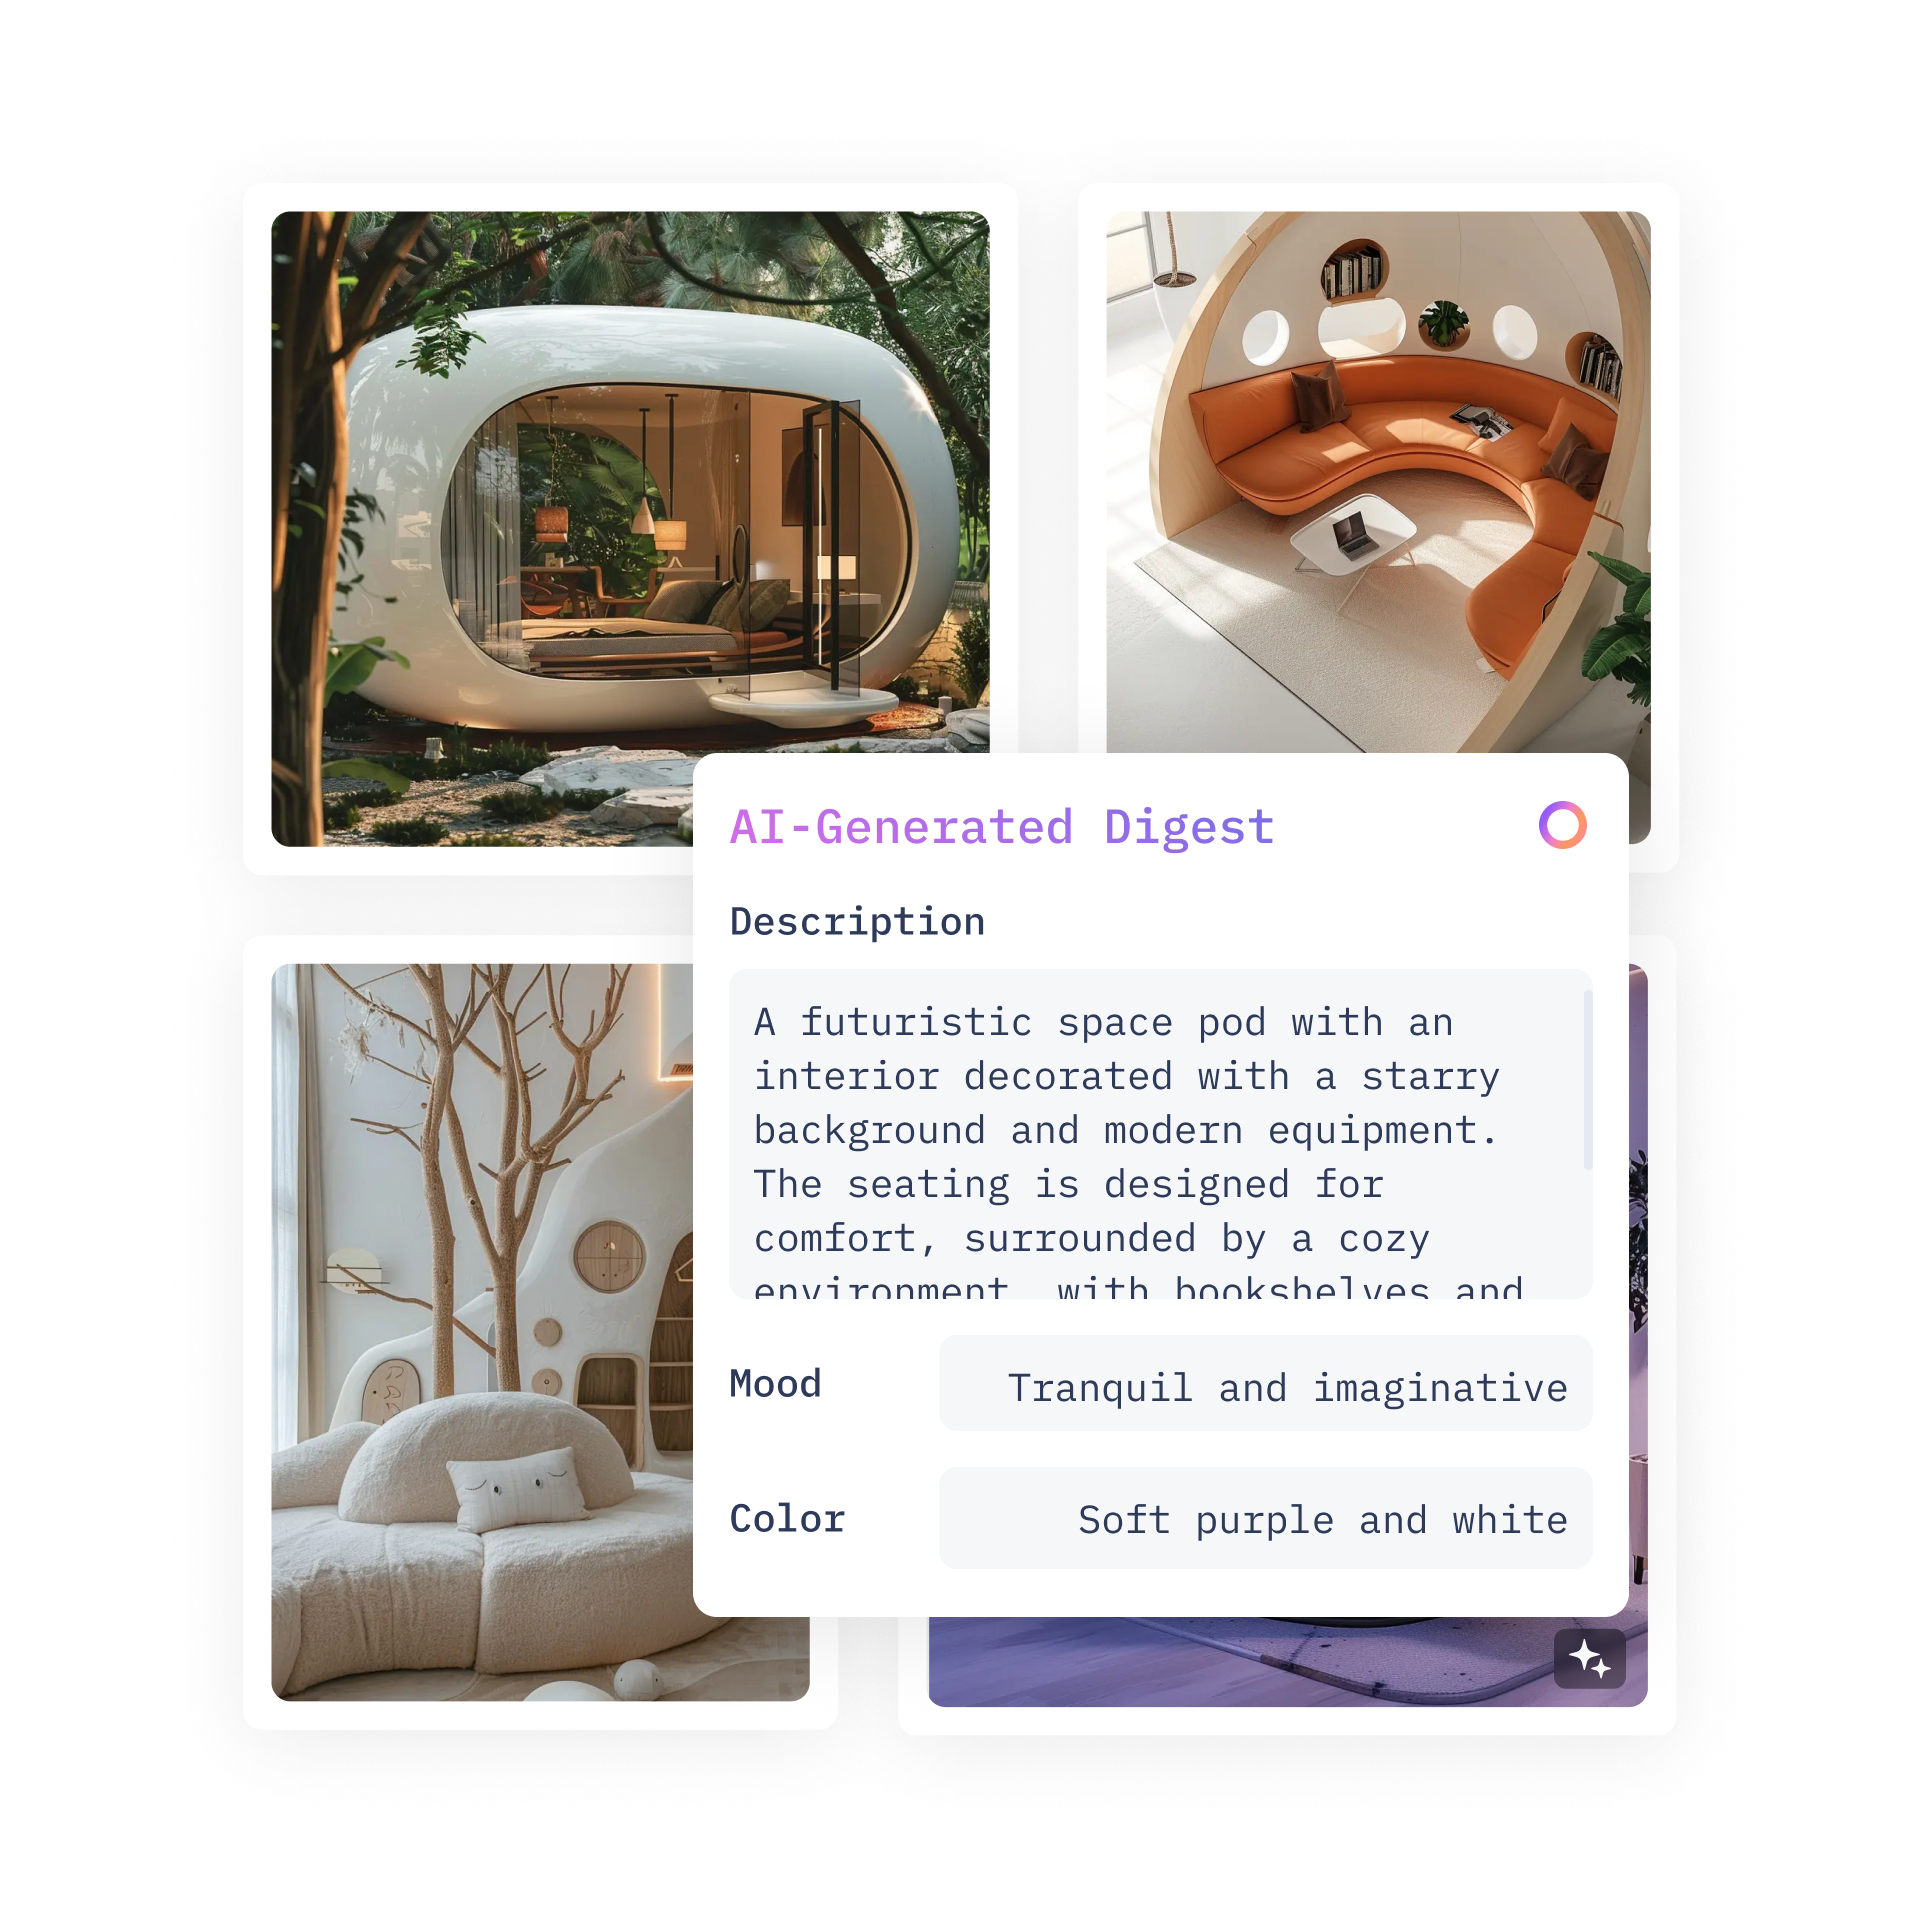 AI-Generated Digest
Description
A futuristic space pod with an
interior decorated with a starry
background and modern equipment.
The seating is designed for
comfort, surrounded by a cozy
environment, with bookshelves and
Mood
Tranquil and imaginative
Color
Soft purple and white